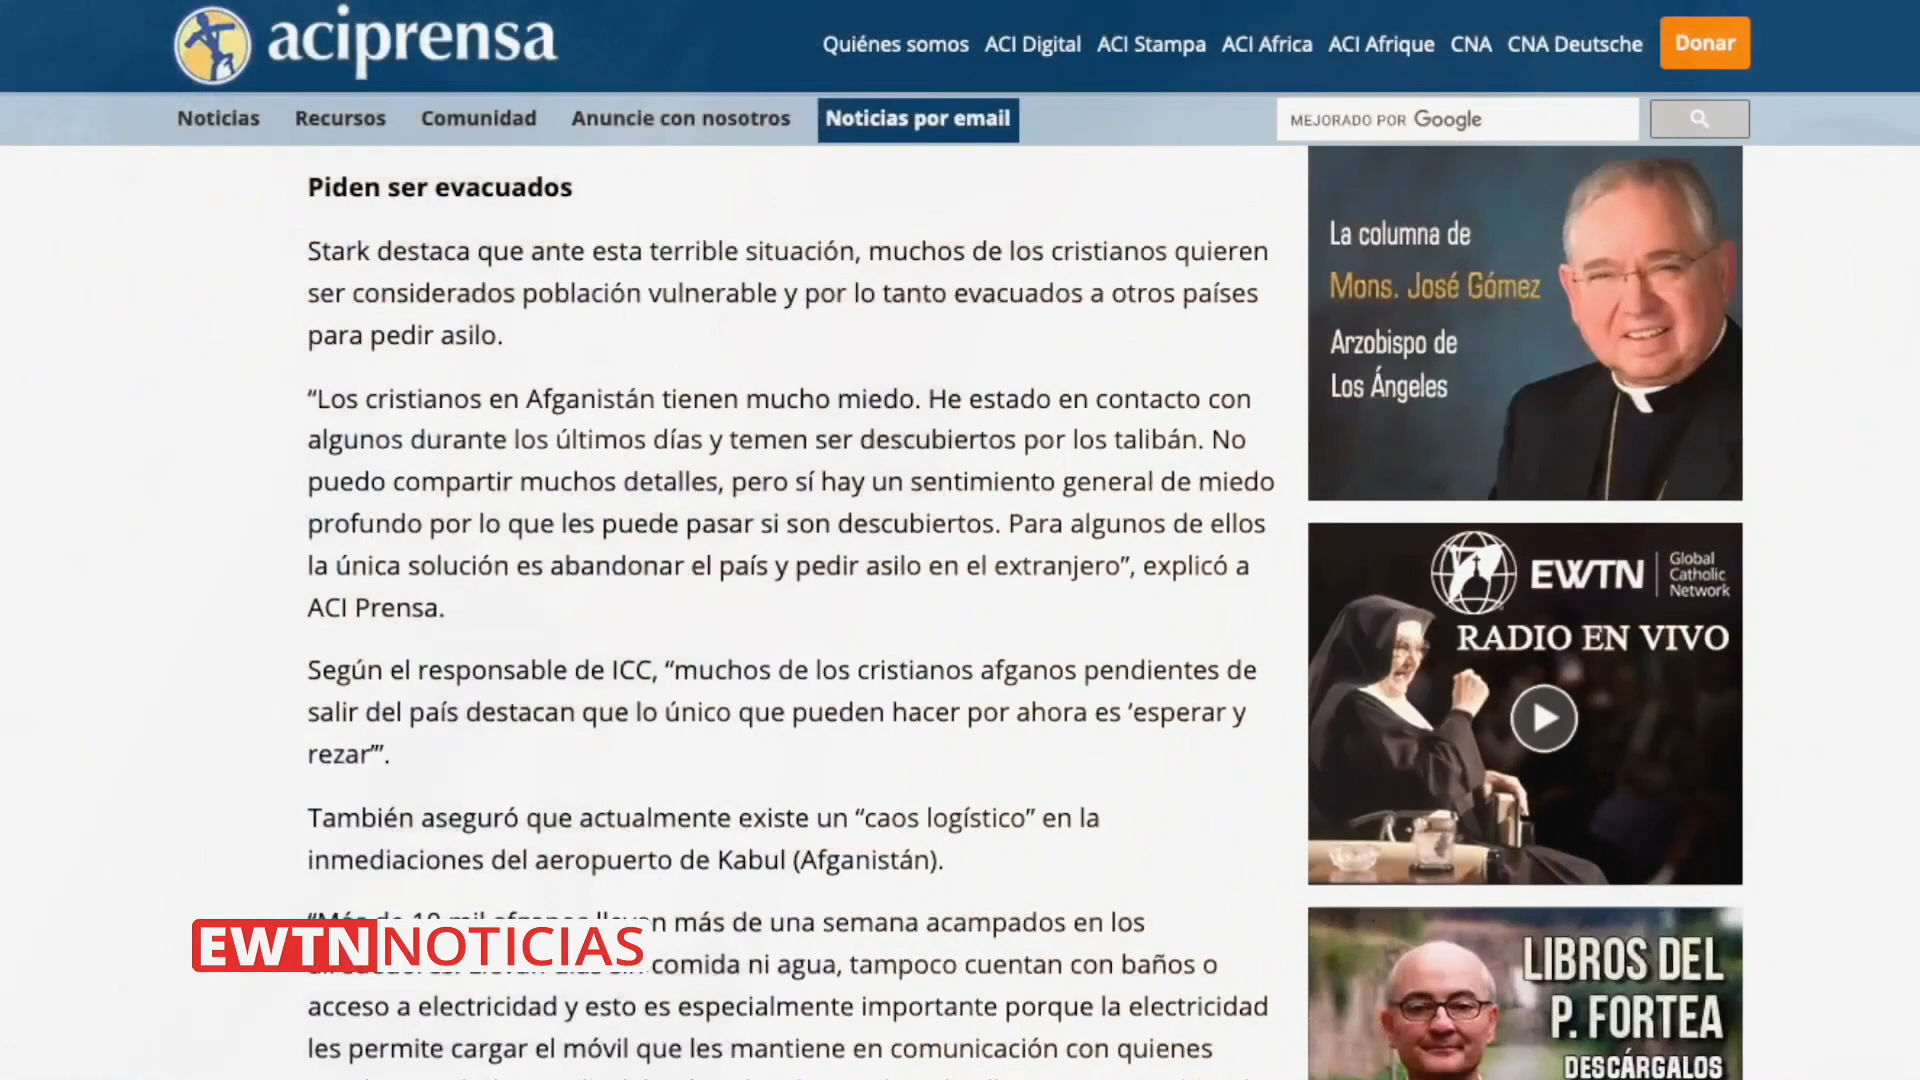 aciprensa
Quiénes somos ACI Digital ACI Stampa ACI Africa ACI Afrique CNA CNA Deutsche Donar
Noticias Recursos Comunidad Anuncie con nosotros Noticias por email MEJORADO POR Google
Piden ser evacuados
Stark destaca que ante esta terrible situación, muchos de los cristianos quieren
ser considerados población vulnerable y por lo tanto evacuados a otros países
para pedir asilo.
“Los cristianos en Afganistán tienen mucho miedo. He estado en contacto con
algunos durante los últimos días y temen ser descubiertos por los talibán. No
puedo compartir muchos detalles, pero sí hay un sentimiento general de miedo
profundo por lo que les puede pasar si son descubiertos. Para algunos de ellos
la única solución es abandonar el país y pedir asilo en el extranjero”, explicó a
ACI Prensa.
Según el responsable de ICC, “muchos de los cristianos afganos pendientes de
salir del país destacan que lo único que pueden hacer por ahora es ‘esperar y
rezar’”.
También aseguró que actualmente existe un “caos logístico” en la
inmediaciones del aeropuerto de Kabul (Afganistán).
“Más de 10 mil afganos llevan más de una semana acampados en los
comida ni agua, tampoco cuentan con baños o
acceso a electricidad y esto es especialmente importante porque la electricidad
les permite cargar el móvil que les mantiene en comunicación con quienes
EWTN NOTICIAS
La columna de
Mons. José Gómez
Arzobispo de
Los Ángeles
EWTN Global
Catholic
Network
RADIO EN VIVO
LIBROS DEL
P. FORTEA
DESCÁRGALOS